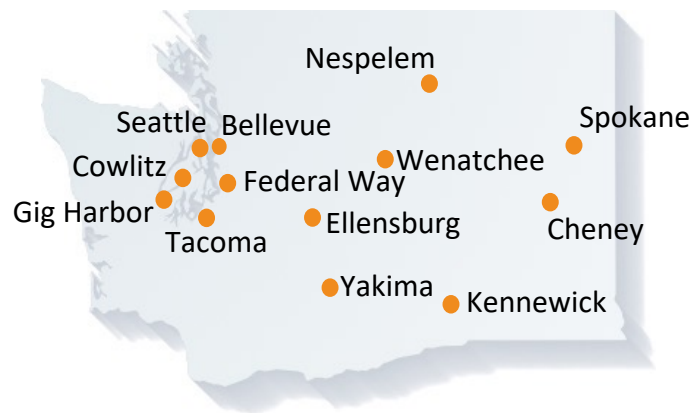 Nespelem
Spokane
Seattle
Bellevue
Cowlitz
Wenatchee
Federal Way
Gig Harbor
Tacoma
Ellensburg
Cheney
Yakima
Kennewick